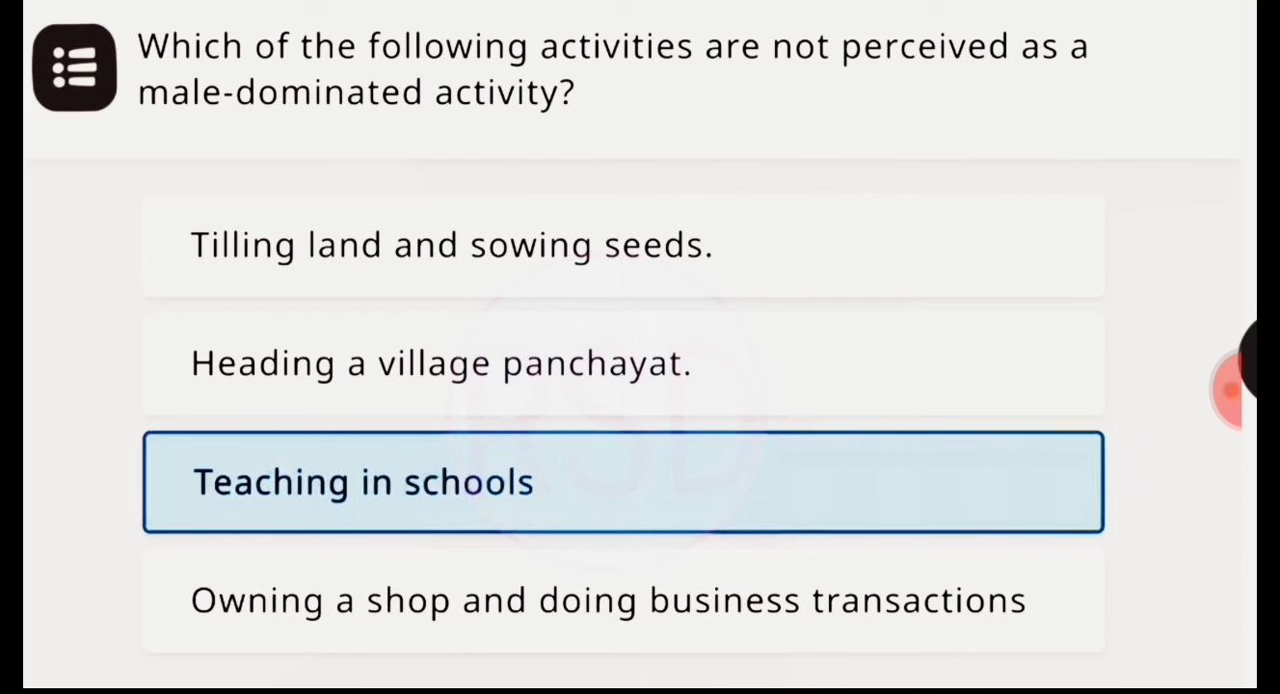 Which of the following activities are not perceived as a
male-dominated activity?
Tilling land and sowing seeds.
Heading a village panchayat.
Teaching in schools
Owning a shop and doing business transactions